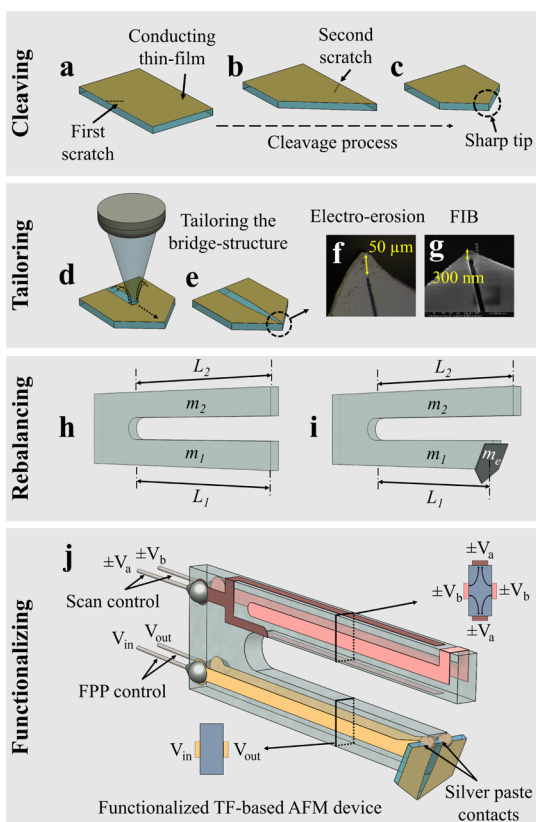 Cleaving
a
Conducting
thin-film
First
scratch
b
Second
scratch
c
Cleavage process
Sharp tip
Tailoring
d
Tailoring the
bridge-structure
e
Electro-erosion
f
50 µm
FIB
g
300 nm
Rebalancing
h
L2
m2
m1
L1
i
L2
m2
m1
me
L1
Functionalizing
j
±Va
±Vb
Scan control
Vin
Vout
FPP control
±Va
±Vb
±Vb
±Va
Vin
Vout
Silver paste
contacts
Functionalized TF-based AFM device